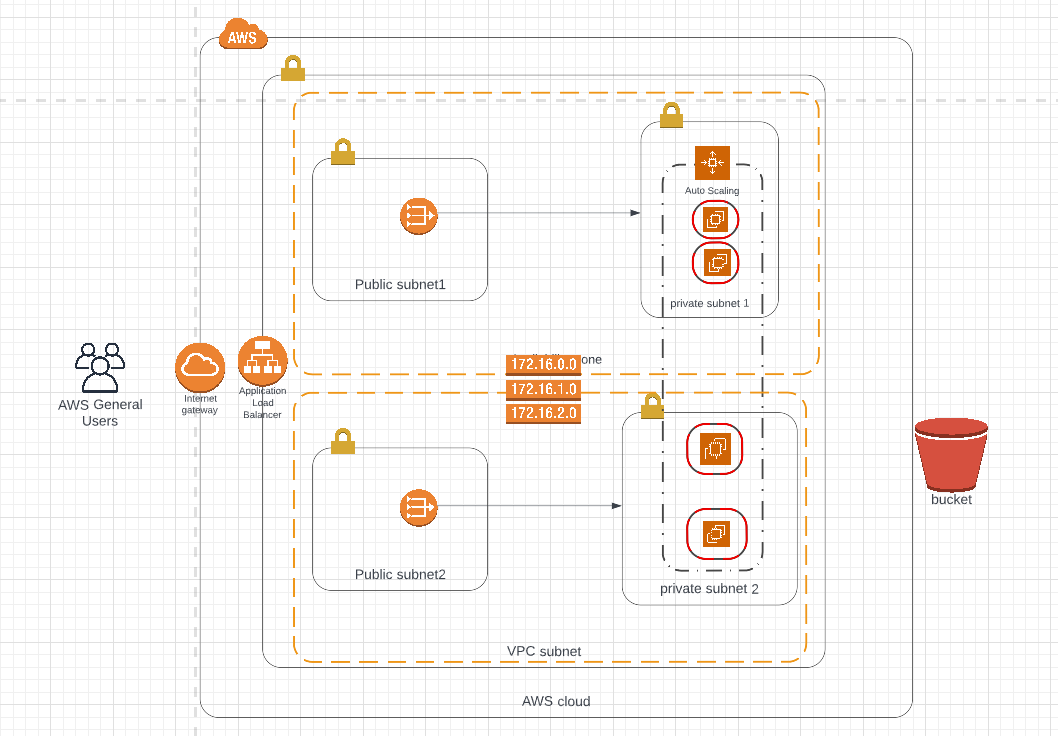 AWS
Auto Scaling
private subnet 1
Public subnet1
one
172.16.0.0
172.16.1.0
172.16.2.0
AWS General
Users
Internet
gateway
Application
Load
Balancer
bucket
Public subnet2
private subnet 2
VPC subnet
AWS cloud